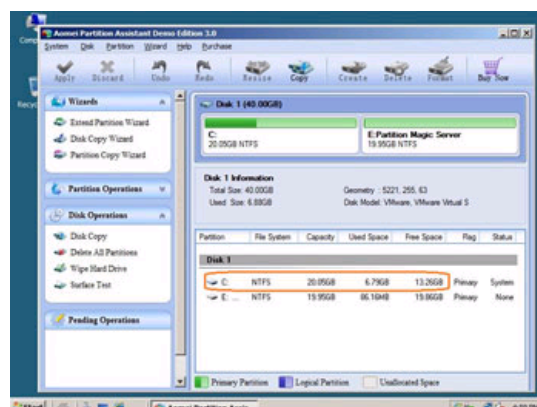 Aomei Partition Assistant Demo Edition 3.0
System Disk Partition Wizard Help Purchase
Apply Discard Undo Redo Resize Copy Create Delete Format Buy Now
Wizards
Extend Partition Wizard
Disk Copy Wizard
Partition Copy Wizard
Partition Operations
Disk Operations
Disk Copy
Delete All Partitions
Wipe Hard Drive
Surface Test
Pending Operations
Disk 1 (40.00GB)
C:
20.05GB NTFS
E:Partition Magic Server
19.95GB NTFS
Disk 1 Information
Total Size: 40.00GB Geometry : 5221, 255, 63
Used Size: 6.88GB Disk Model: VMware, VMware Virtual S
Partition File System Capacity Used Space Free Space Flag Status
Disk 1
C: NTFS 20.05GB 6.79GB 13.26GB Primary System
E: ... NTFS 19.95GB 86.16MB 19.86GB Primary None
Primary Partition Logical Partition Unallocated Space